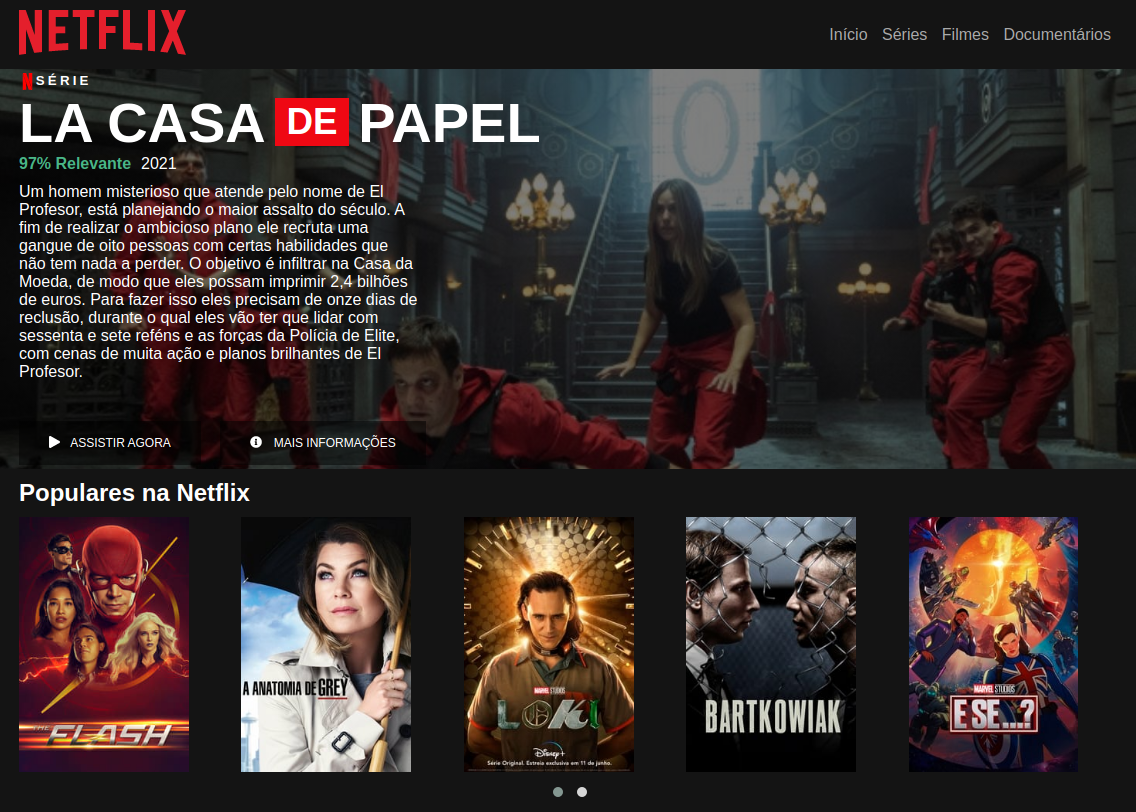 NETFLIX
Início Séries Filmes Documentários
N SÉRIE
LA CASA DE PAPEL
97% Relevante 2021
Um homem misterioso que atende pelo nome de El
Profesor, está planejando o maior assalto do século. A
fim de realizar o ambicioso plano ele recruta uma
gangue de oito pessoas com certas habilidades que
não tem nada a perder. O objetivo é infiltrar na Casa da
Moeda, de modo que eles possam imprimir 2,4 bilhões
de euros. Para fazer isso eles precisam de onze dias de
reclusão, durante o qual eles vão ter que lidar com
sessenta e sete reféns e as forças da Polícia de Elite,
com cenas de muita ação e planos brilhantes de El
Profesor.
ASSISTIR AGORA MAIS INFORMAÇÕES
Populares na Netflix
THE FLASH
A ANATOMIA DE GREY
MARVEL STUDIOS
LOKI
Disney+
Série Original. Estreia exclusiva em 11 de junho.
BARTKOWIAK
MARVEL STUDIOS
E SE...?